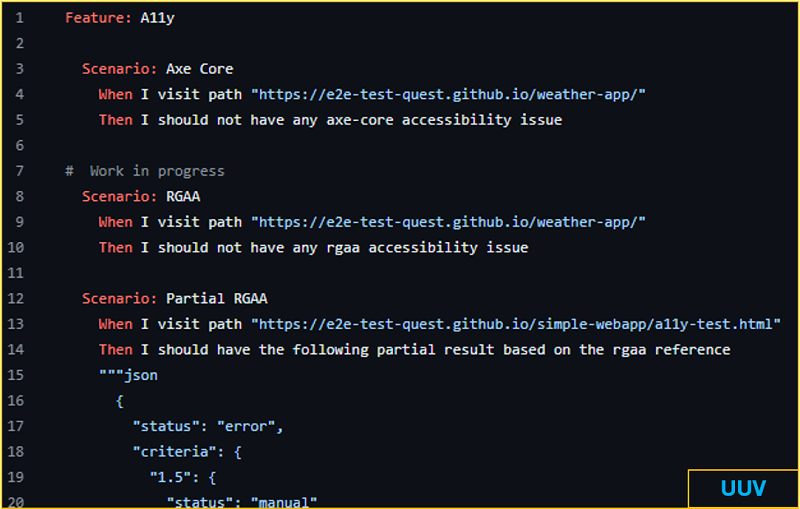 1 Feature: A11y
2
3 Scenario: Axe Core
4 When I visit path "https://e2e-test-quest.github.io/weather-app/"
5 Then I should not have any axe-core accessibility issue
6
7 # Work in progress
8 Scenario: RGAA
9 When I visit path "https://e2e-test-quest.github.io/weather-app/"
10 Then I should not have any rgaa accessibility issue
11
12 Scenario: Partial RGAA
13 When I visit path "https://e2e-test-quest.github.io/simple-webapp/a11y-test.html"
14 Then I should have the following partial result based on the rgaa reference
15 """json
16 {
17 "status": "error",
18 "criteria": {
19 "1.5": {
20 "status": "manual"
UUV